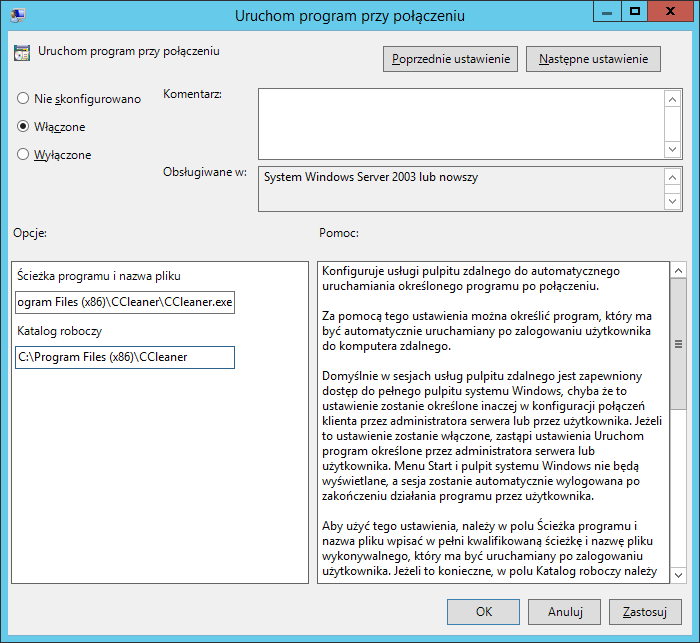 Uruchom program przy połączeniu
Uruchom program przy połączeniu
Poprzednie ustawienie
Następne ustawienie
Nie skonfigurowano
Włączone
Wyłączone
Komentarz:
Obsługiwane w:
System Windows Server 2003 lub nowszy
Opcje:
Pomoc:
Ścieżka programu i nazwa pliku
ogram Files (x86)\CCleaner\CCleaner.exe
Katalog roboczy
C:\Program Files (x86)\CCleaner
Konfiguruje usługi pulpitu zdalnego do automatycznego
uruchamiania określonego programu po połączeniu.
Za pomocą tego ustawienia można określić program, który ma
być automatycznie uruchamiany po zalogowaniu użytkownika
do komputera zdalnego.
Domyślnie w sesjach usług pulpitu zdalnego jest zapewniony
dostęp do pełnego pulpitu systemu Windows, chyba że to
ustawienie zostanie określone inaczej w konfiguracji połączeń
klienta przez administratora serwera lub przez użytkownika. Jeżeli
to ustawienie zostanie włączone, zastąpi ustawienia Uruchom
program określone przez administratora serwera lub
użytkownika. Menu Start i pulpit systemu Windows nie będą
wyświetlane, a sesja zostanie automatycznie wylogowana po
zakończeniu działania programu przez użytkownika.
Aby użyć tego ustawienia, należy w polu Ścieżka programu i
nazwa pliku wpisać w pełni kwalifikowaną ścieżkę i nazwę pliku
wykonywalnego, który ma być uruchamiany po zalogowaniu
użytkownika. Jeżeli to konieczne, w polu Katalog roboczy należy
OK
Anuluj
Zastosuj